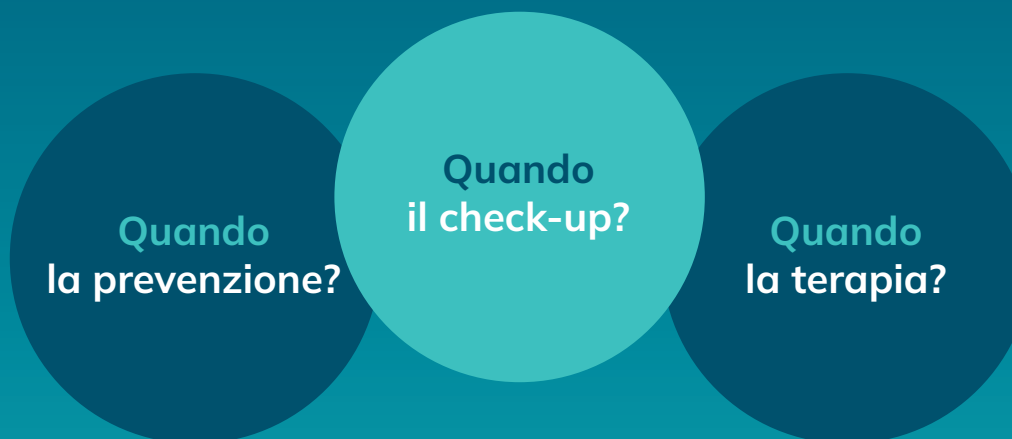 Quando
la prevenzione?
Quando
il check-up?
Quando
la terapia?